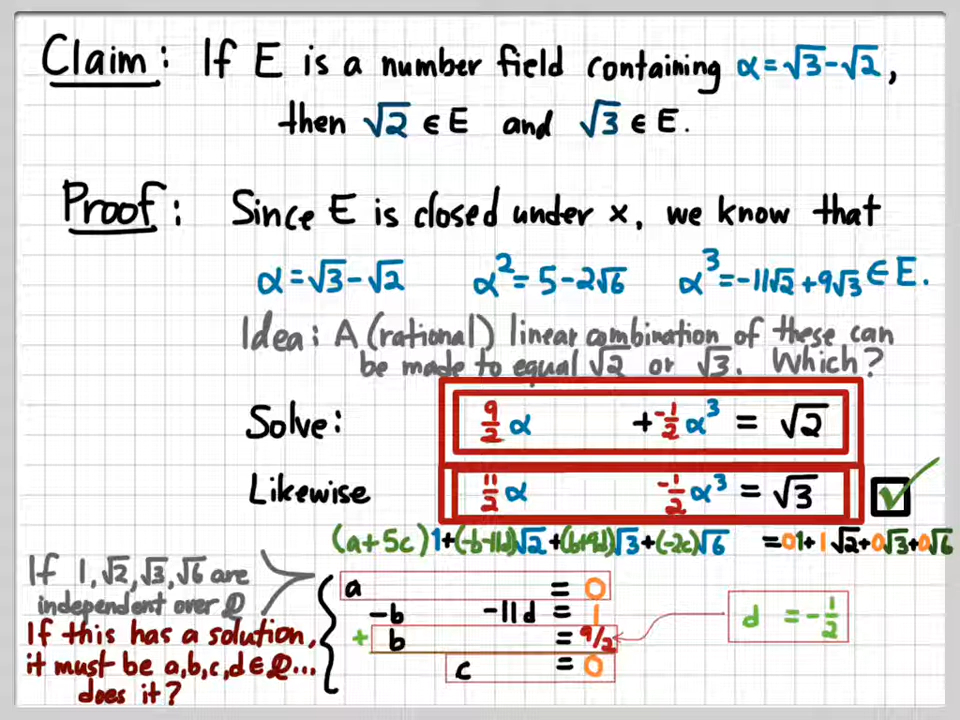 Claim: If E is a number field containing α = √3 - √2,
then √2 ∈ E and √3 ∈ E.
Proof: Since E is closed under ×, we know that
α = √3 - √2 α² = 5 - 2√6 α³ = -11√2 + 9√3 ∈ E.
Idea: A (rational) linear combination of these can
be made to equal √2 or √3. Which?
Solve: 9/2 α + -1/2 α³ = √2
Likewise 11/2 α -1/2 α³ = √3
(a+5c)1+(-b-11d)√2+(b+9d)√3+(-2c)√6 = 01+1√2+0√3+0√6
If 1, √2, √3, √6 are
independent over ℚ
If this has a solution,
it must be a,b,c,d ∈ ℚ...
does it?
a = 0
-b -11d = 1
+ b = 9/2
c = 0
d = -1/2